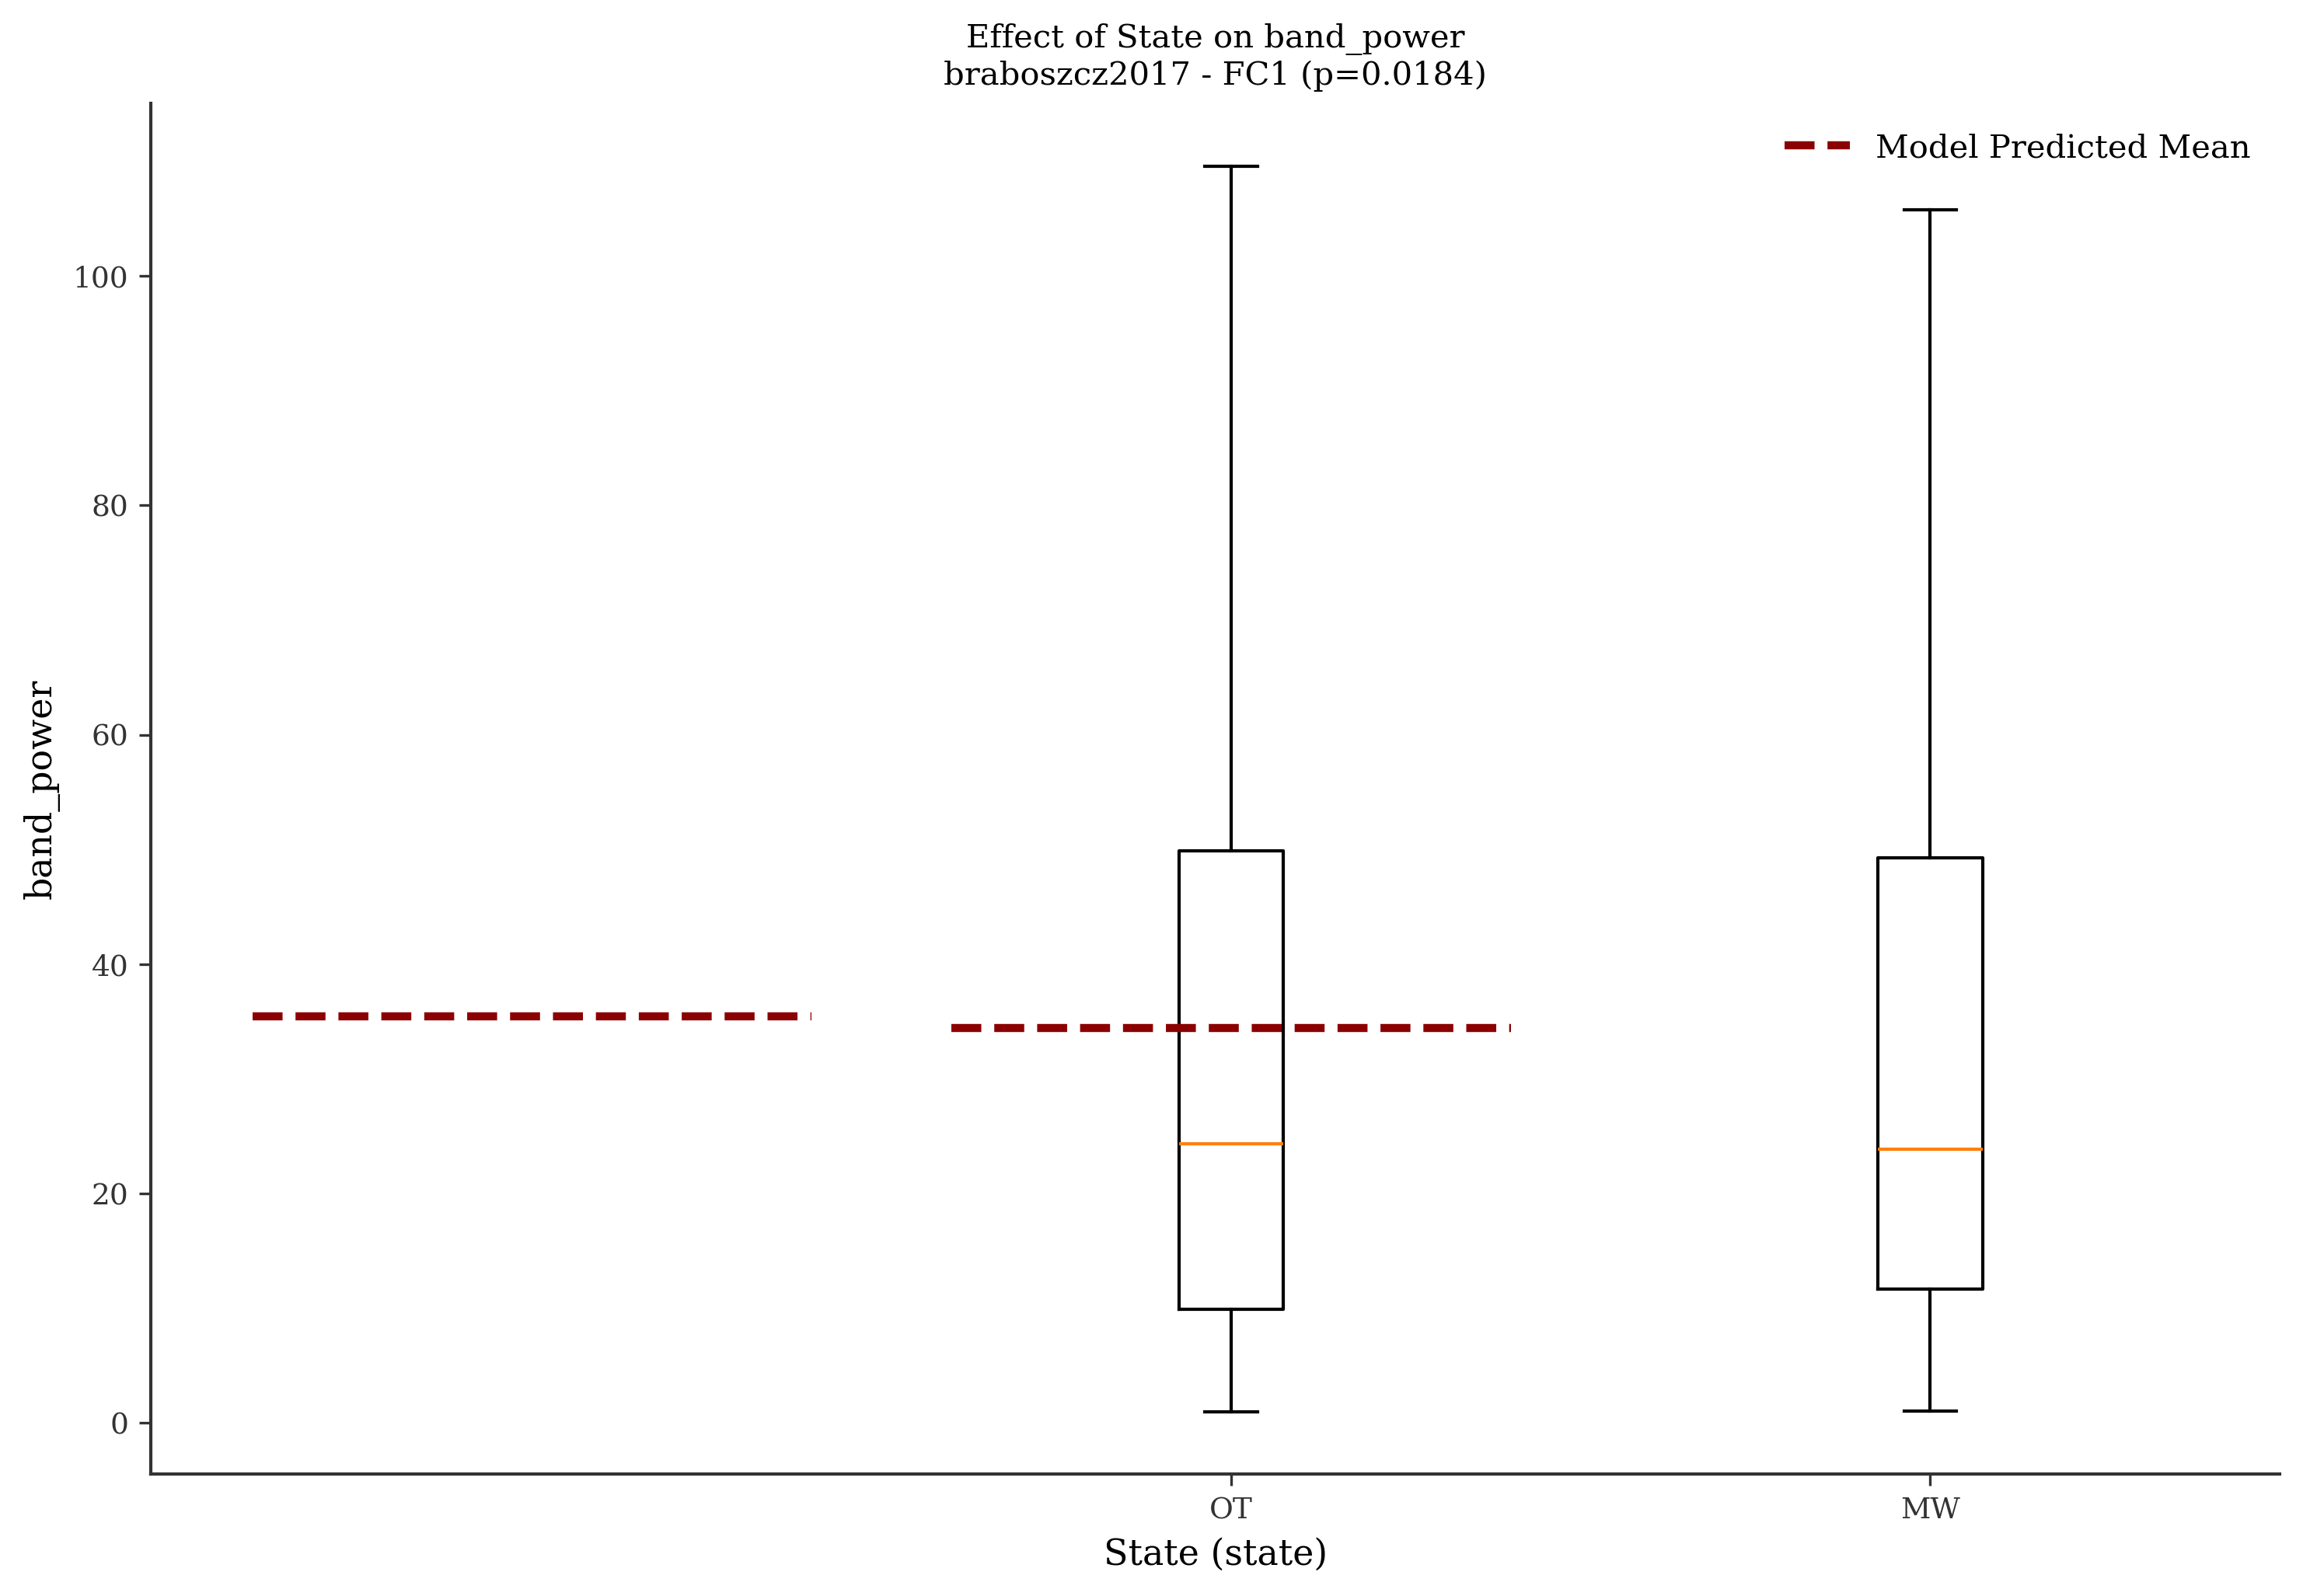 Effect of State on band_power
braboszcz2017 - FC1 (p=0.0184)
Model Predicted Mean
band_power
100
80
60
40
20
0
OT
MW
State (state)